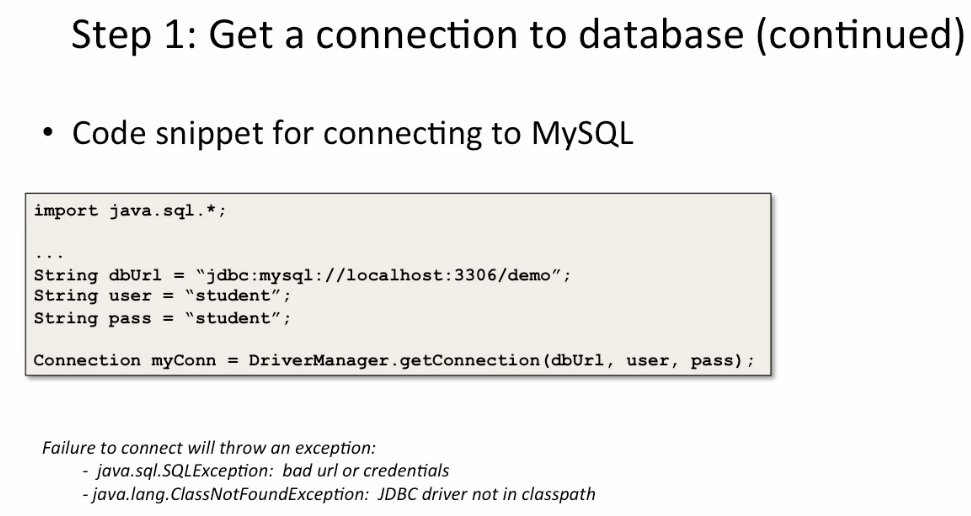 Step 1: Get a connection to database (continued)
• Code snippet for connecting to MySQL
import java.sql.*;
...
String dbUrl = “jdbc:mysql://localhost:3306/demo”;
String user = “student”;
String pass = “student”;
Connection myConn = DriverManager.getConnection(dbUrl, user, pass);
Failure to connect will throw an exception:
- java.sql.SQLException: bad url or credentials
- java.lang.ClassNotFoundException: JDBC driver not in classpath